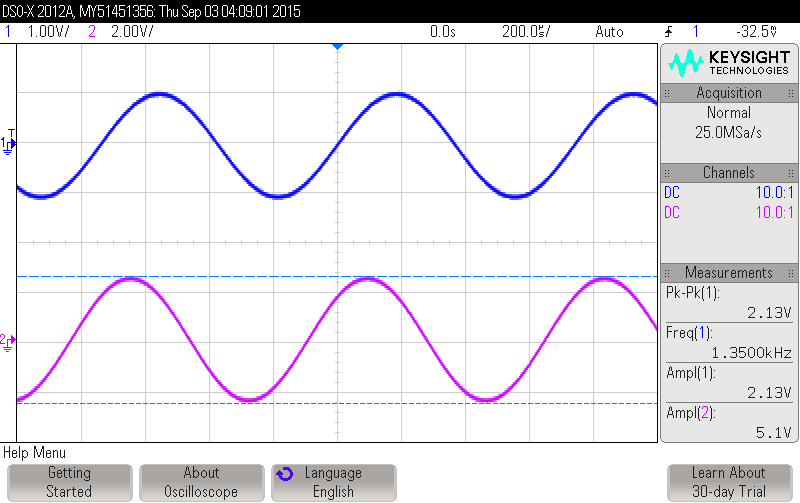 DSO-X 2012A, MY51451356: Thu Sep 03 04:09:01 2015
1 1.00V/ 2 2.00V/ 0.0s 200.0us/ Auto 1 -32.5mV
KEYSIGHT
TECHNOLOGIES
Acquisition
Normal
25.0MSa/s
Channels
DC 10.0:1
DC 10.0:1
Measurements
Pk-Pk(1):
2.13V
Freq(1):
1.3500kHz
Ampl(1):
2.13V
Ampl(2):
5.1V
T
1
2
Help Menu
Getting
Started
About
Oscilloscope
Language
English
Learn About
30-day Trial